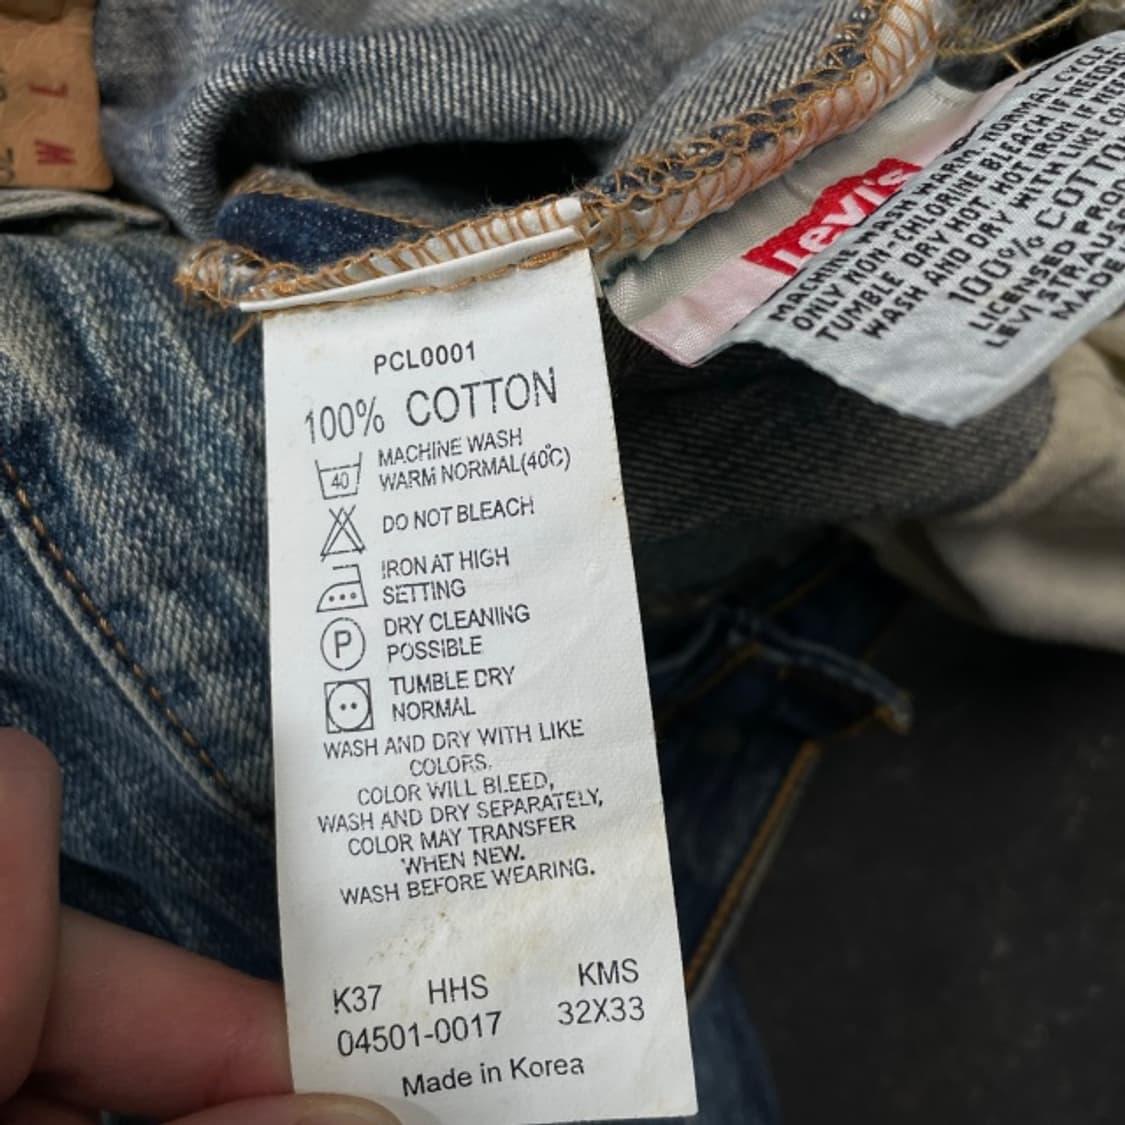 W L
PCL0001
100% COTTON
40
MACHINE WASH
WARM NORMAL(40℃)
DO NOT BLEACH
IRON AT HIGH
SETTING
P
DRY CLEANING
POSSIBLE
TUMBLE DRY
NORMAL
WASH AND DRY WITH LIKE
COLORS.
COLOR WILL BLEED,
WASH AND DRY SEPARATELY,
COLOR MAY TRANSFER
WHEN NEW.
WASH BEFORE WEARING.
K37 HHS KMS
04501-0017 32X33
Made in Korea
Levi's
MACHINE WASH WARM NORMAL CYCLE.
ONLY NON-CHLORINE BLEACH IF NEEDED
TUMBLE DRY HOT, HOT IRON IF
WASH AND DRY WITH LIKE
100% COTTON
LICENSED
LEVI STRAUSS
MADE